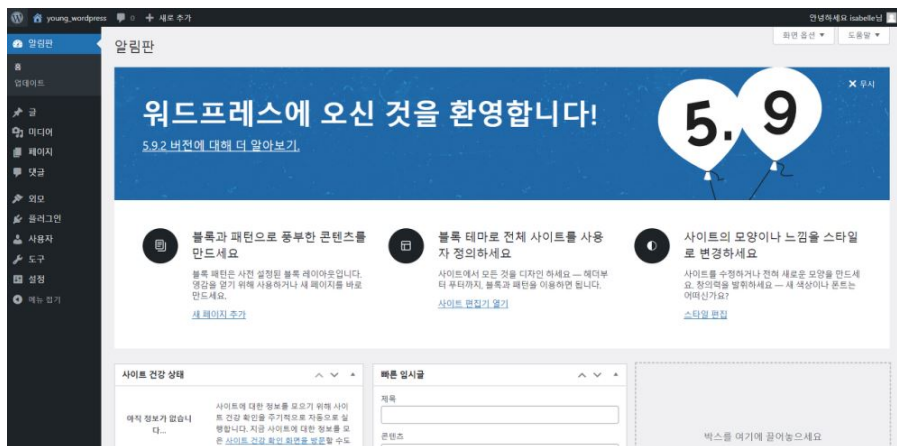 young_wordpress 0 + 새로 추가
안녕하세요 isabelle님
화면 옵션 ▼ 도움말 ▼
알림판
홈
업데이트
글
미디어
페이지
댓글
외모
플러그인
사용자
도구
설정
메뉴 접기
알림판
워드프레스에 오신 것을 환영합니다!
5.9.2 버전에 대해 더 알아보기.
5. 9
무시
블록과 패턴으로 풍부한 콘텐츠를
만드세요
블록 패턴은 사전 설정된 블록 레이아웃입니다.
영감을 얻기 위해 사용하거나 새 페이지를 바로
만드세요.
새 페이지 추가
블록 테마로 전체 사이트를 사용
자 정의하세요
사이트에서 모든 것을 디자인 하세요 — 헤더부
터 푸터까지, 블록과 패턴을 이용하면 됩니다.
사이트 편집기 열기
사이트의 모양이나 느낌을 스타일
로 변경하세요
사이트를 수정하거나 전혀 새로운 모양을 만드세
요. 창의력을 발휘하세요 — 새 색상이나 폰트는
어떠신가요?
스타일 편집
사이트 건강 상태
아직 정보가 없습니
다...
사이트에 대한 정보를 모으기 위해 사이
트 건강 확인을 주기적으로 자동으로 실
행합니다. 지금 사이트에 대한 정보를 모
은 사이트 건강 확인 화면을 방문할 수도
빠른 임시글
제목
콘텐츠
박스를 여기에 끌어놓으세요